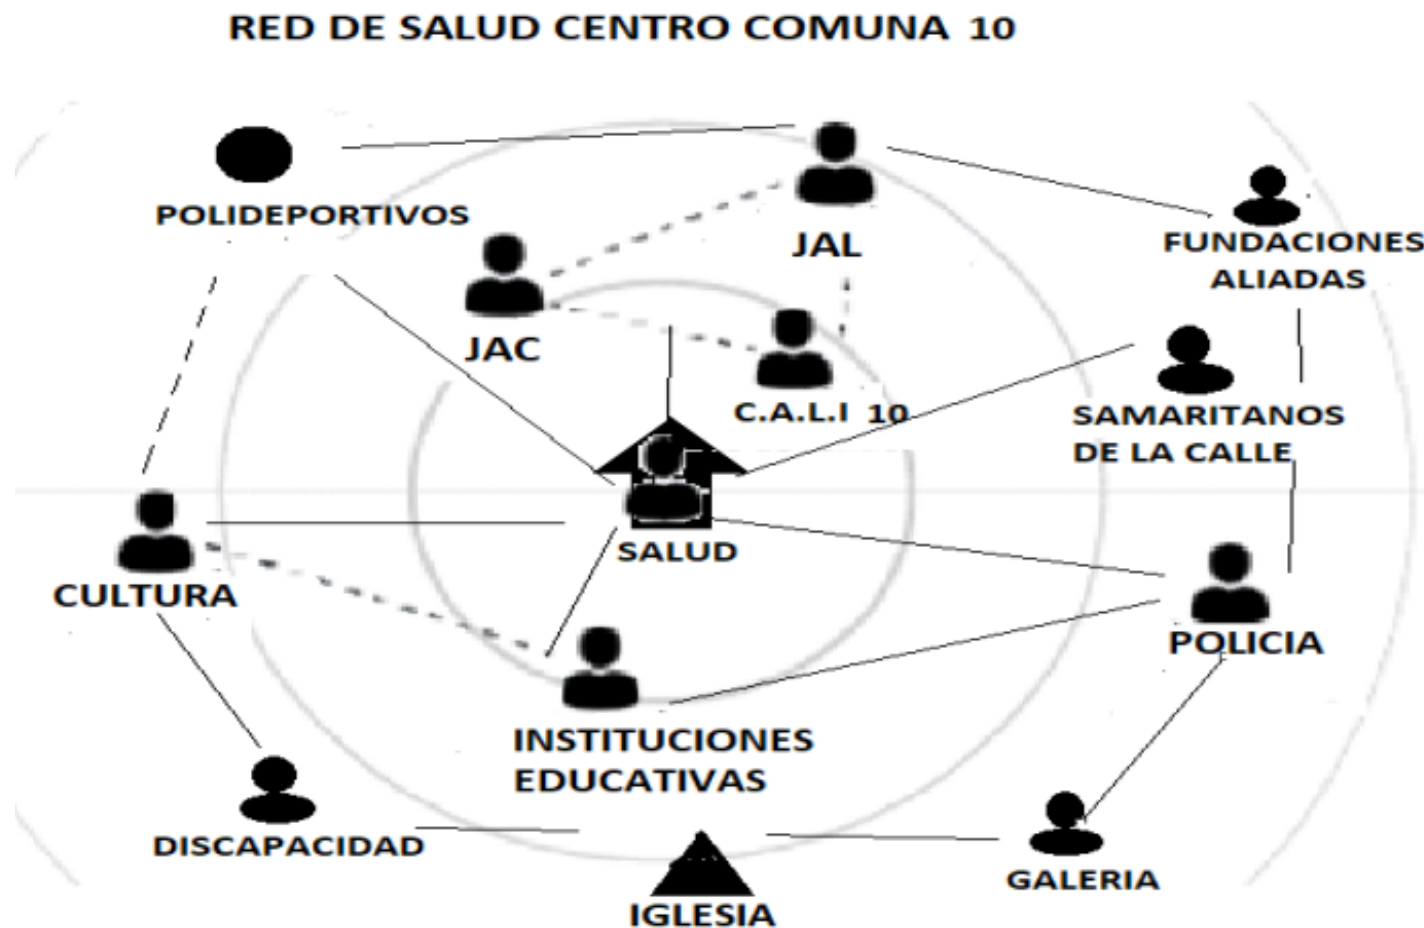 RED DE SALUD CENTRO COMUNA 10
POLIDEPORTIVOS
JAL
FUNDACIONES
ALIADAS
JAC
C.A.L.I 10
SAMARITANOS
DE LA CALLE
SALUD
CULTURA
POLICIA
INSTITUCIONES
EDUCATIVAS
DISCAPACIDAD
GALERIA
IGLESIA